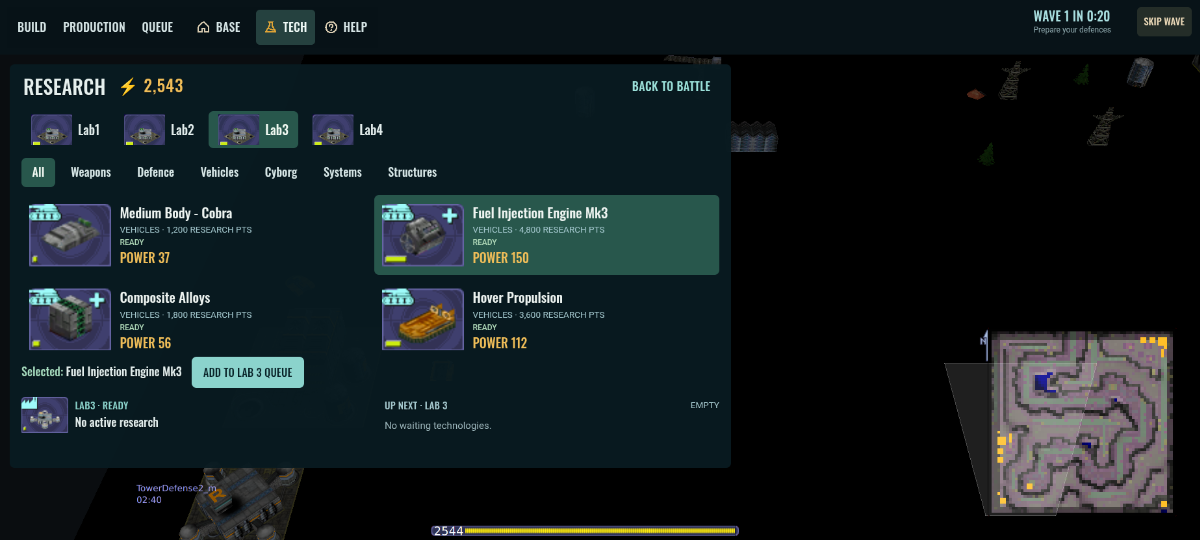 BUILD PRODUCTION QUEUE BASE TECH HELP
WAVE 1 IN 0:20
Prepare your defences
SKIP WAVE
RESEARCH 2,543
BACK TO BATTLE
Lab1 Lab2 Lab3 Lab4
All Weapons Defence Vehicles Cyborg Systems Structures
Medium Body - Cobra
VEHICLES · 1,200 RESEARCH PTS
READY
POWER 37
Fuel Injection Engine Mk3
VEHICLES · 4,800 RESEARCH PTS
READY
POWER 150
Composite Alloys
VEHICLES · 1,800 RESEARCH PTS
READY
POWER 56
Hover Propulsion
VEHICLES · 3,600 RESEARCH PTS
READY
POWER 112
Selected: Fuel Injection Engine Mk3
ADD TO LAB 3 QUEUE
LAB3 · READY
No active research
UP NEXT · LAB 3
EMPTY
No waiting technologies.
N
TowerDefense2_m
02:40
2544